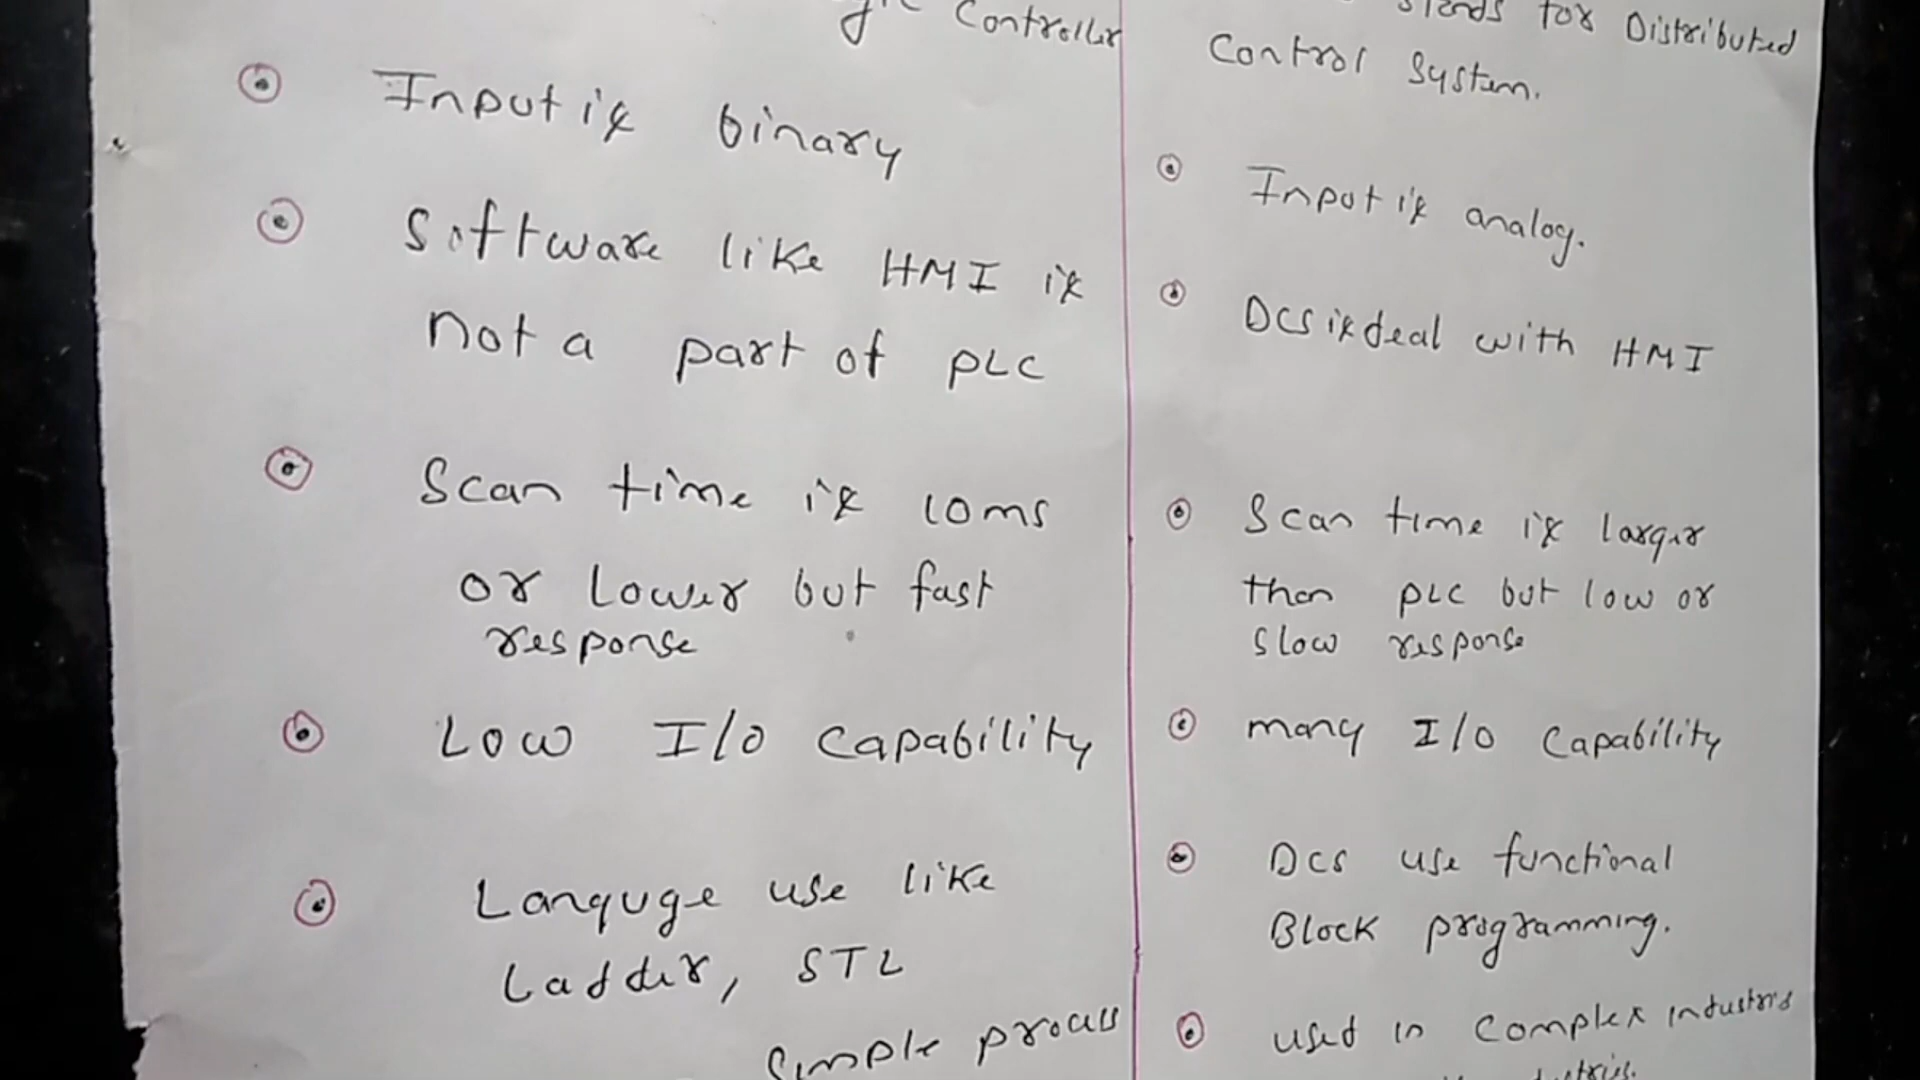 Controller
Input is binary
Software like HMI is
not a part of PLC
Scan time is 10ms
or Lower but fast
response
Low I/O capability
Languge use like
Ladder, STL
Simple process
stands for Distributed
Control System.
Input is analog.
DCS is deal with HMI
Scan time is larger
than PLC but low or
slow response
many I/O capability
DCS use functional
Block programming.
used in complex industries